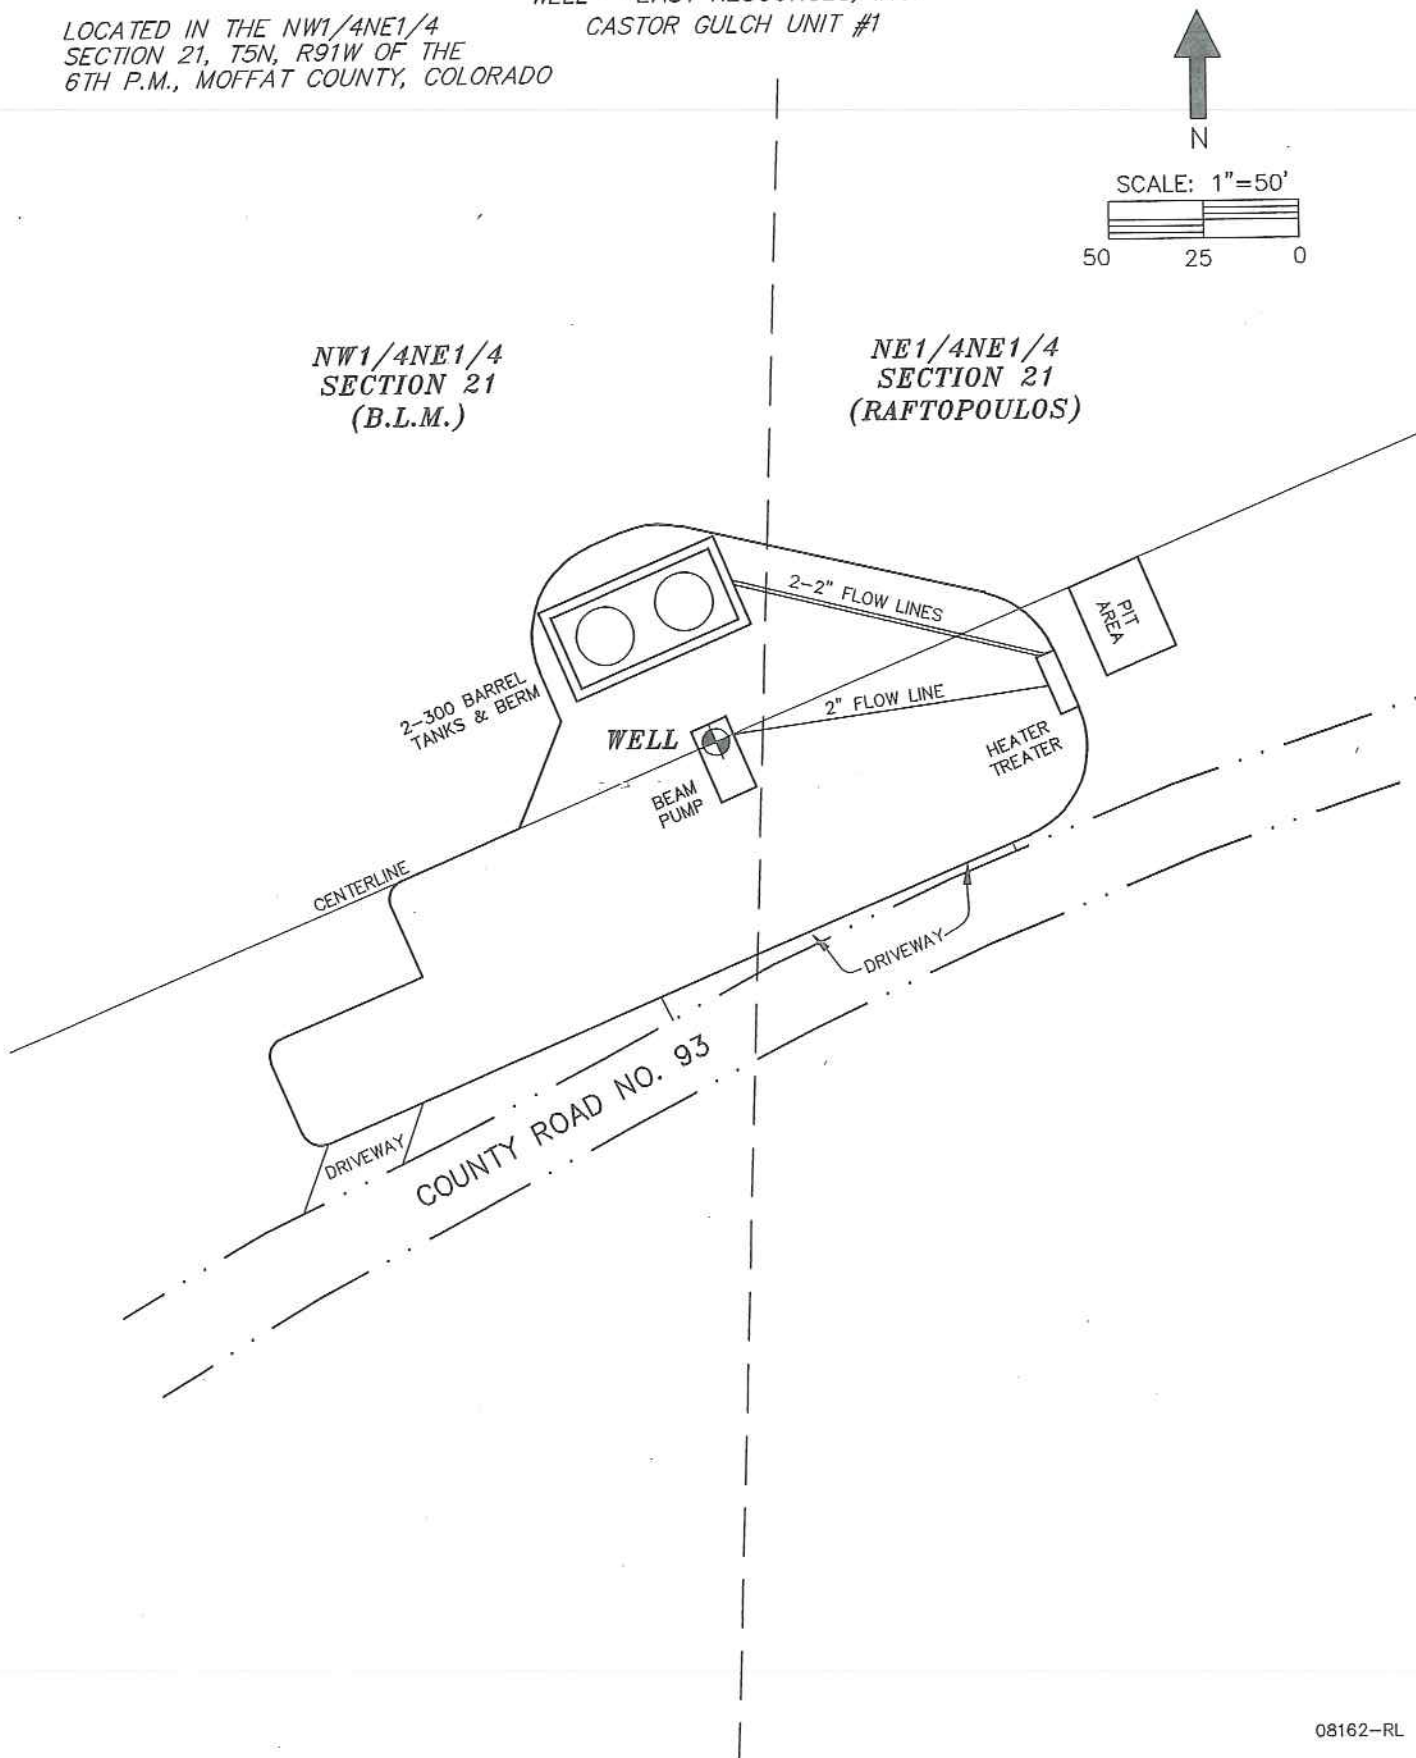 LOCATED IN THE NW1/4NE1/4
SECTION 21, T5N, R91W OF THE
6TH P.M., MOFFAT COUNTY, COLORADO
CASTOR GULCH UNIT #1
N
SCALE: 1"=50'
50 25 0
NW1/4NE1/4
SECTION 21
(B.L.M.)
NE1/4NE1/4
SECTION 21
(RAFTOPOULOS)
2-2" FLOW LINES
PIT
AREA
2-300 BARREL
TANKS & BERM
2" FLOW LINE
WELL
HEATER
TREATER
BEAM
PUMP
CENTERLINE
DRIVEWAY
COUNTY ROAD NO. 93
DRIVEWAY
08162-RL